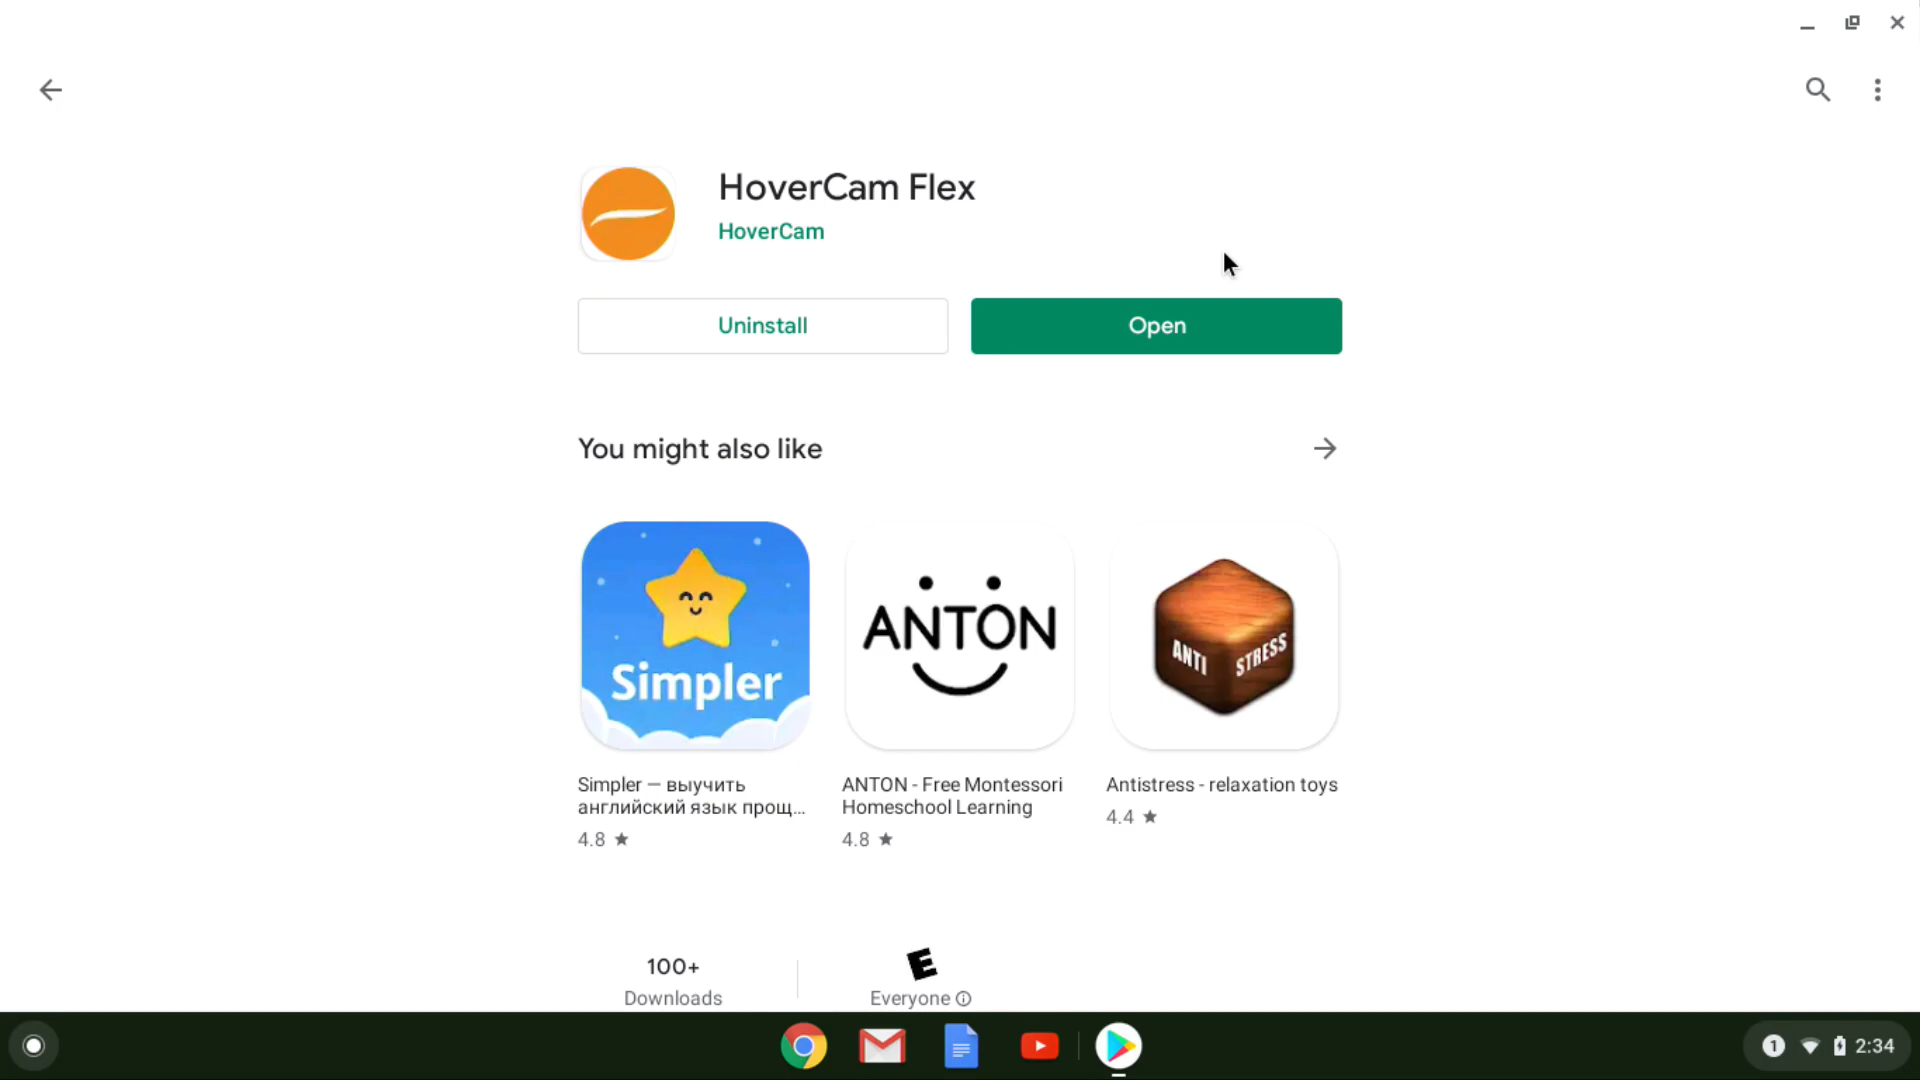 HoverCam Flex
HoverCam
Uninstall
Open
You might also like
Simpler
ANTON
ANTI STRESS
Simpler — выучить
английский язык прощ...
4.8 ★
ANTON - Free Montessori
Homeschool Learning
4.8 ★
Antistress - relaxation toys
4.4 ★
100+
Downloads
E
Everyone
1
2:34